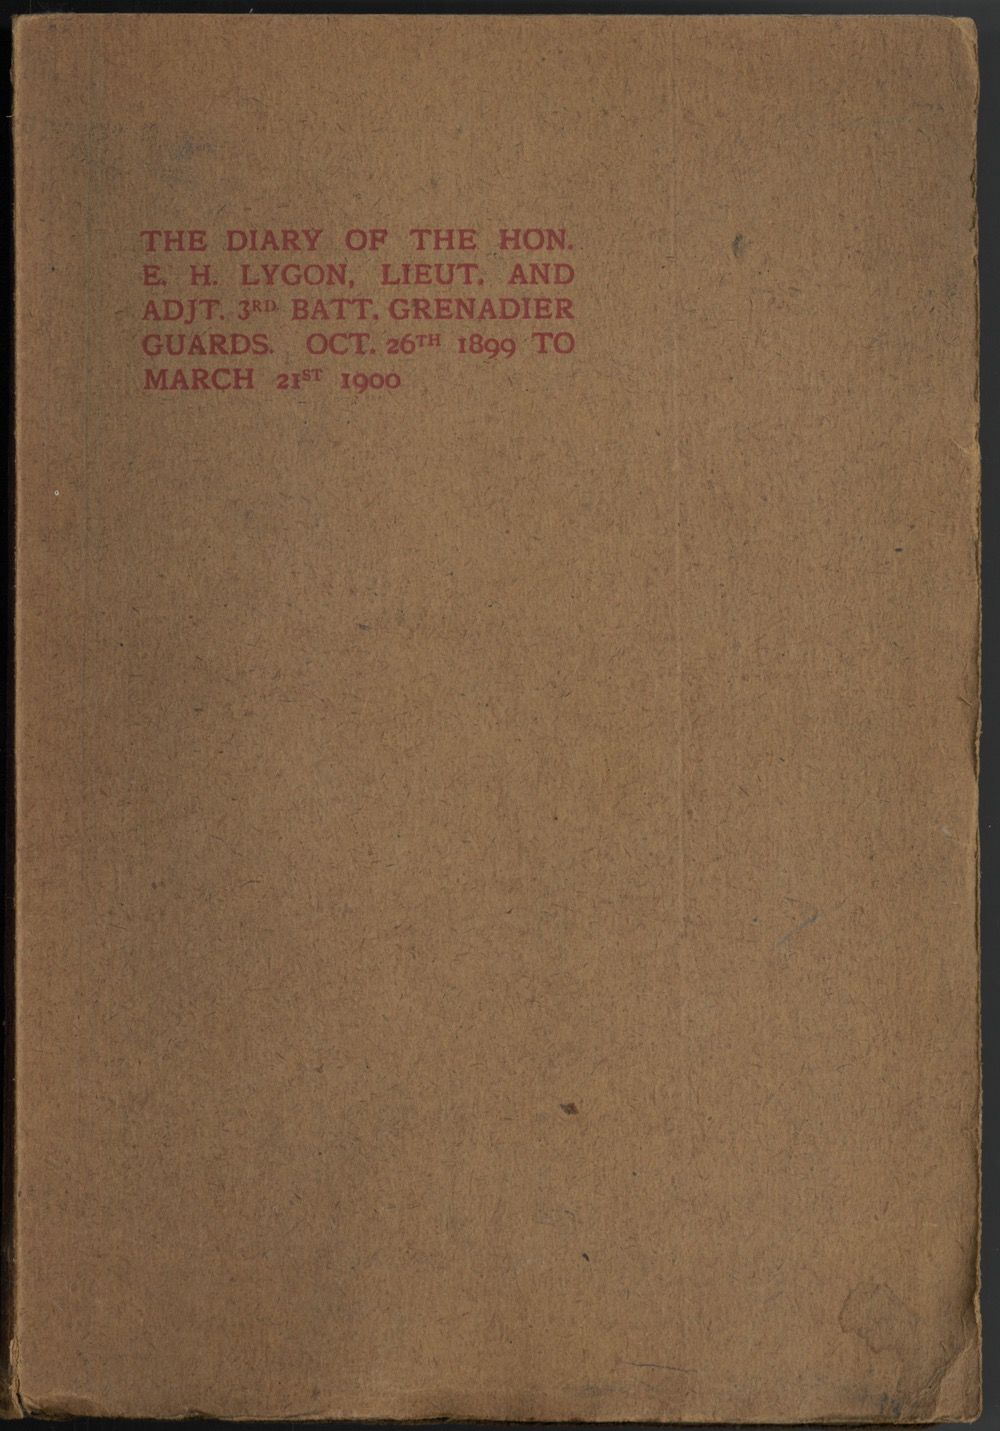 THE DIARY OF THE HON.
E. H. LYGON, LIEUT. AND
ADJT. 3RD. BATT. GRENADIER
GUARDS. OCT. 26TH 1899 TO
MARCH 21ST 1900